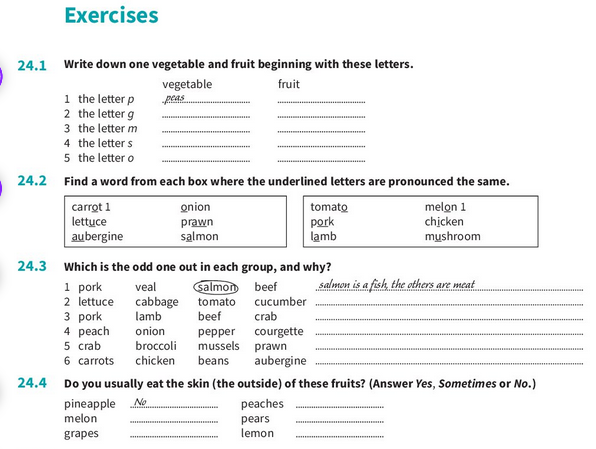 Exercises
24.1 Write down one vegetable and fruit beginning with these letters.
vegetable fruit
1 the letter p peas
2 the letter g
3 the letter m
4 the letter s
5 the letter o
24.2 Find a word from each box where the underlined letters are pronounced the same.
carrot 1 onion tomato melon 1
lettuce prawn pork chicken
aubergine salmon lamb mushroom
24.3 Which is the odd one out in each group, and why?
1 pork veal salmon beef salmon is a fish, the others are meat
2 lettuce cabbage tomato cucumber
3 pork lamb beef crab
4 peach onion pepper courgette
5 crab broccoli mussels prawn
6 carrots chicken beans aubergine
24.4 Do you usually eat the skin (the outside) of these fruits? (Answer Yes, Sometimes or No.)
pineapple No peaches
melon pears
grapes lemon